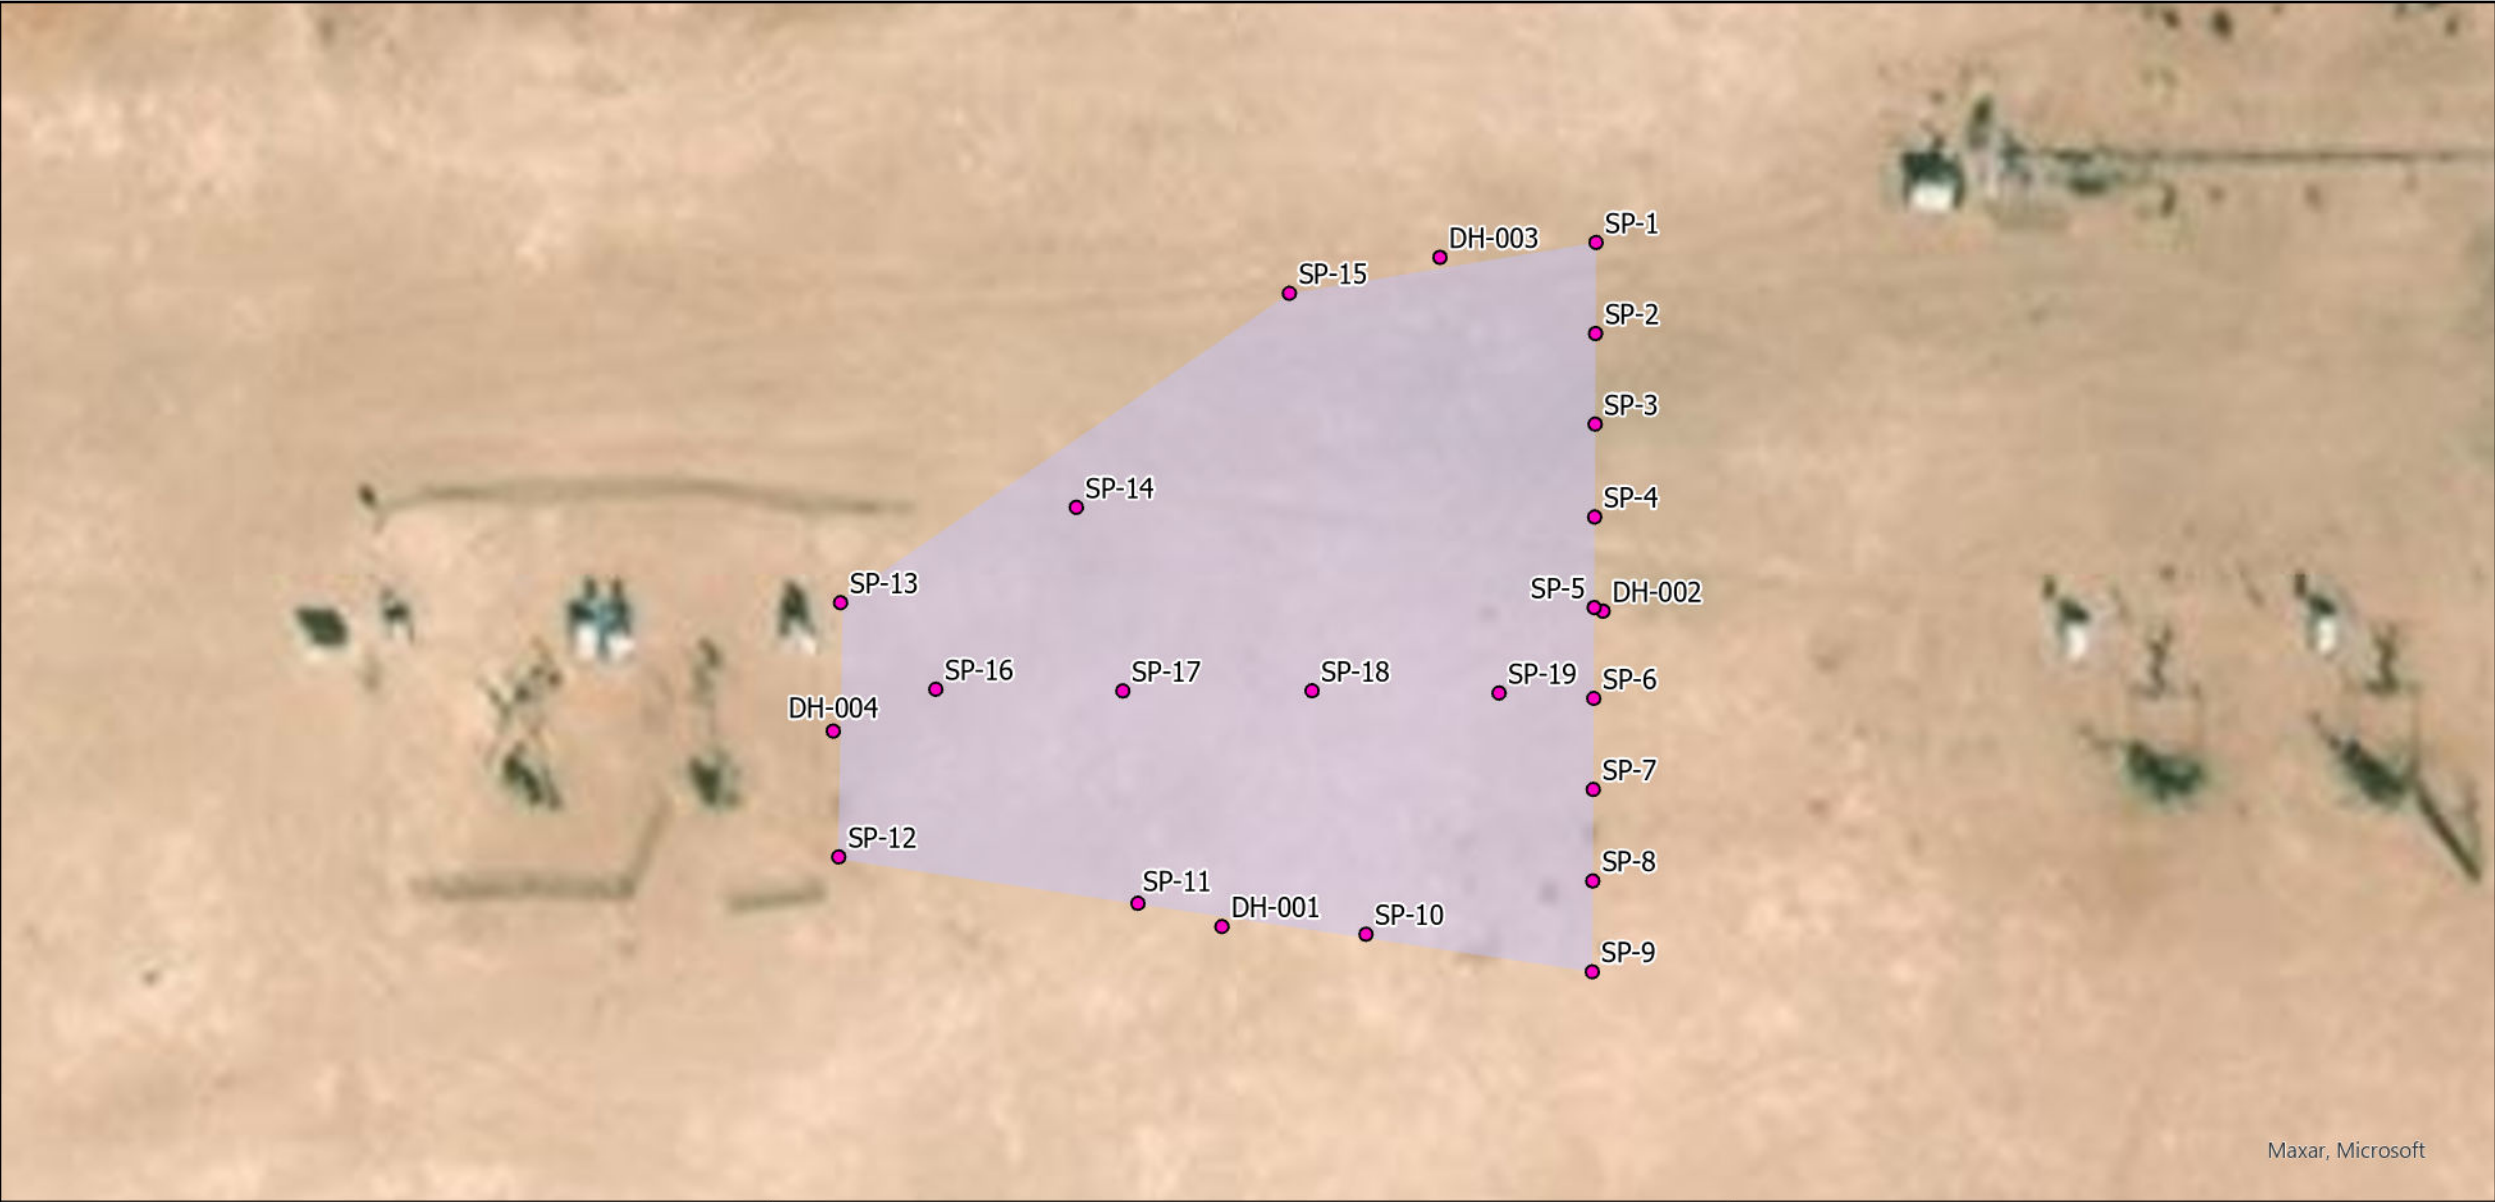 SP-1
DH-003
SP-15
SP-2
SP-3
SP-14
SP-4
SP-13
SP-5
DH-002
SP-16
SP-17
SP-18
SP-19
SP-6
DH-004
SP-7
SP-12
SP-8
SP-11
DH-001
SP-10
SP-9
Maxar, Microsoft